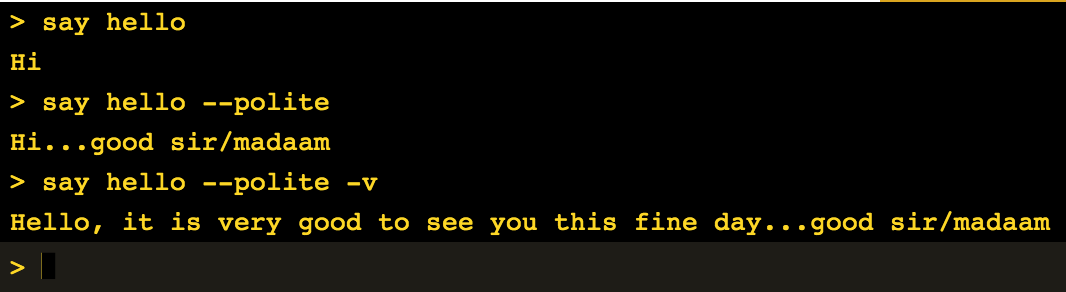 > say hello
Hi
> say hello --polite
Hi...good sir/madaam
> say hello --polite -v
Hello, it is very good to see you this fine day...good sir/madaam
>